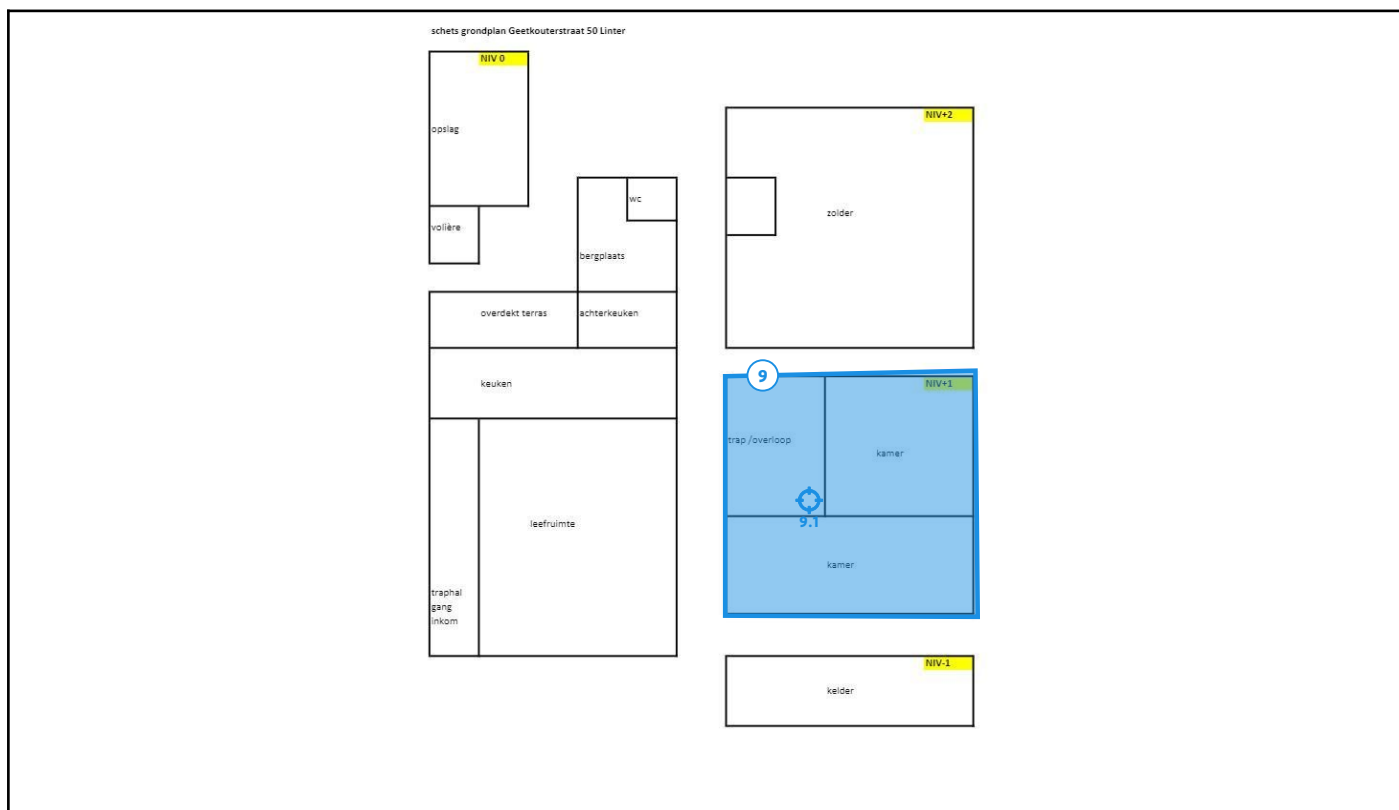 schets grondplan Geetkouterstraat 50 Linter
NIV 0
opslag
volière
wc
bergplaats
overdekt terras
achterkeuken
keuken
leefruimte
traphal
gang
inkom
NIV+2
zolder
9
NIV+1
trap /overloop
kamer
9.1
kamer
NIV-1
kelder